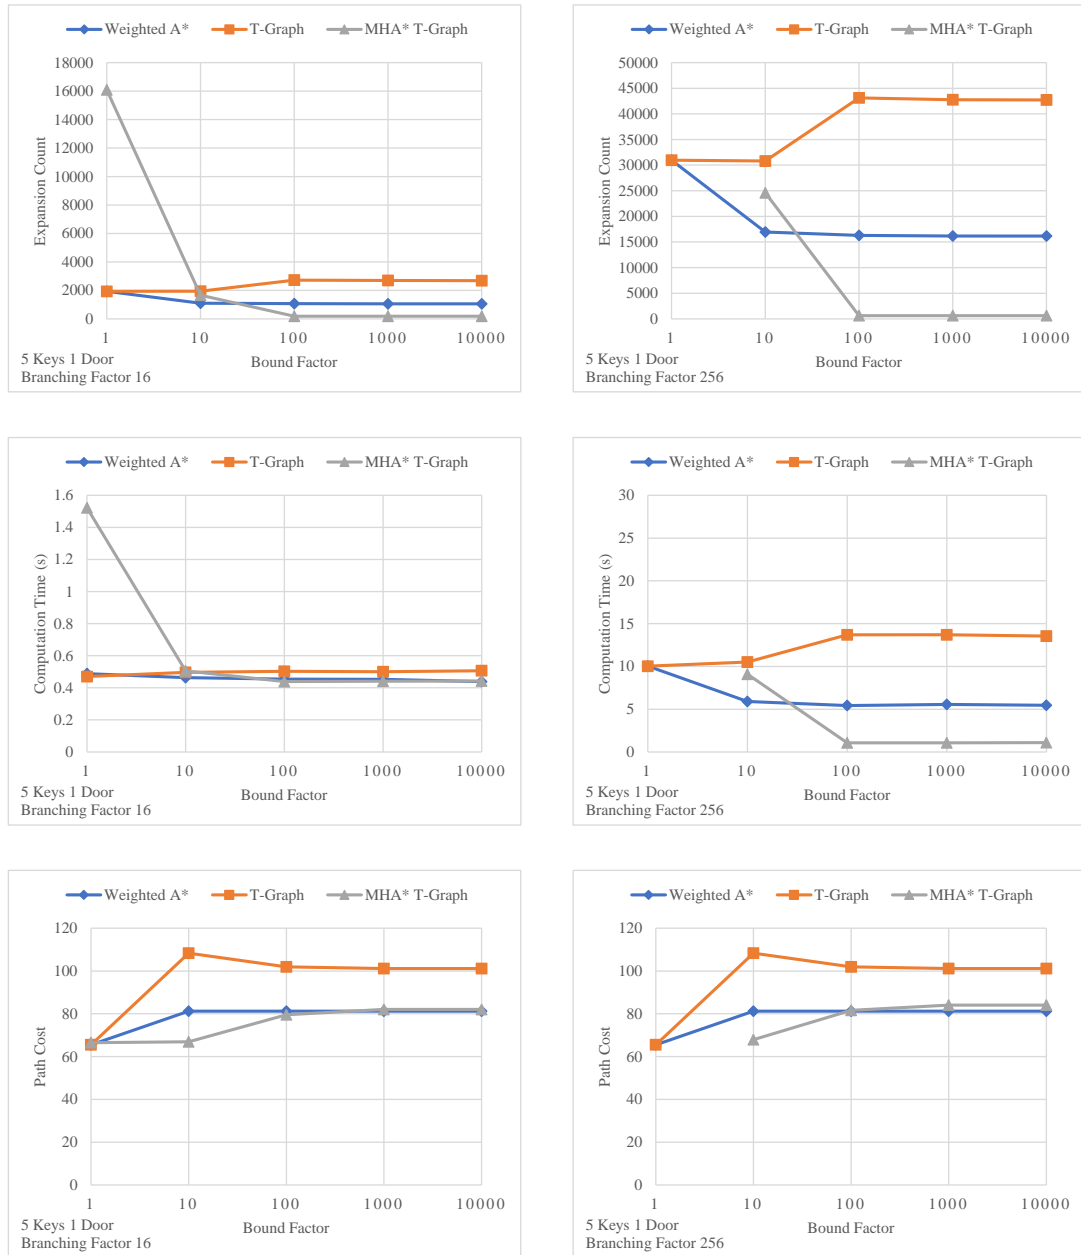 Weighted A* T-Graph MHA* T-Graph
18000
16000
14000
12000
10000
8000
6000
4000
2000
0
Expansion Count
1 10 100 1000 10000
Bound Factor
5 Keys 1 Door
Branching Factor 16
Weighted A* T-Graph MHA* T-Graph
50000
45000
40000
35000
30000
25000
20000
15000
10000
5000
0
Expansion Count
1 10 100 1000 10000
Bound Factor
5 Keys 1 Door
Branching Factor 256
Weighted A* T-Graph MHA* T-Graph
1.6
1.4
1.2
1
0.8
0.6
0.4
0.2
0
Computation Time (s)
1 10 100 1000 10000
Bound Factor
5 Keys 1 Door
Branching Factor 16
Weighted A* T-Graph MHA* T-Graph
30
25
20
15
10
5
0
Computation Time (s)
1 10 100 1000 10000
Bound Factor
5 Keys 1 Door
Branching Factor 256
Weighted A* T-Graph MHA* T-Graph
120
100
80
60
40
20
0
Path Cost
1 10 100 1000 10000
Bound Factor
5 Keys 1 Door
Branching Factor 16
Weighted A* T-Graph MHA* T-Graph
120
100
80
60
40
20
0
Path Cost
1 10 100 1000 10000
Bound Factor
5 Keys 1 Door
Branching Factor 256